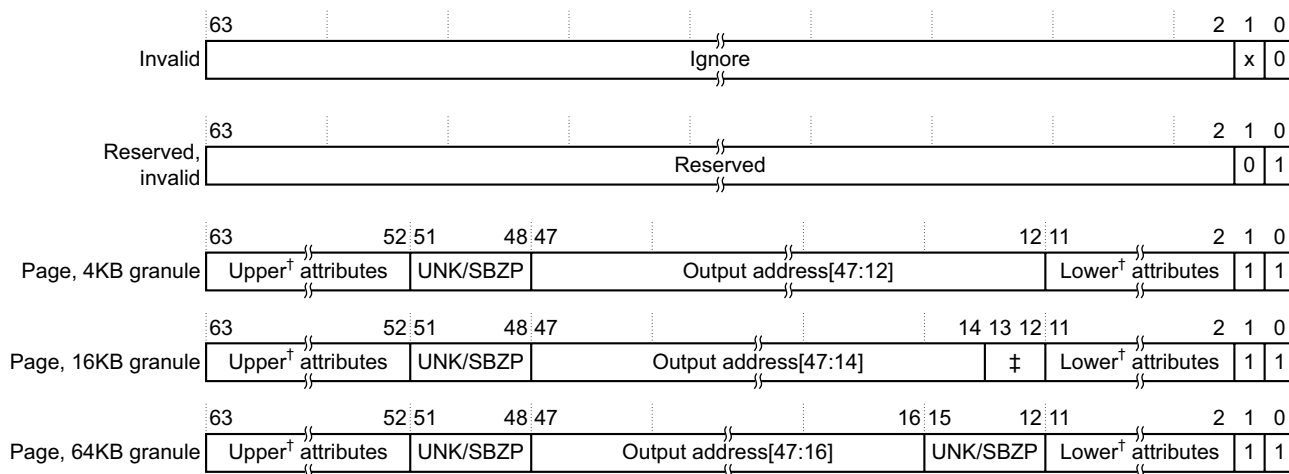 63 2 1 0
Invalid Ignore x 0
63 2 1 0
Reserved,
invalid Reserved 0 1
63 52 51 48 47 12 11 2 1 0
Page, 4KB granule Upper† attributes UNK/SBZP Output address[47:12] Lower† attributes 1 1
63 52 51 48 47 14 13 12 11 2 1 0
Page, 16KB granule Upper† attributes UNK/SBZP Output address[47:14] ‡ Lower† attributes 1 1
63 52 51 48 47 16 15 12 11 2 1 0
Page, 64KB granule Upper† attributes UNK/SBZP Output address[47:16] UNK/SBZP Lower† attributes 1 1